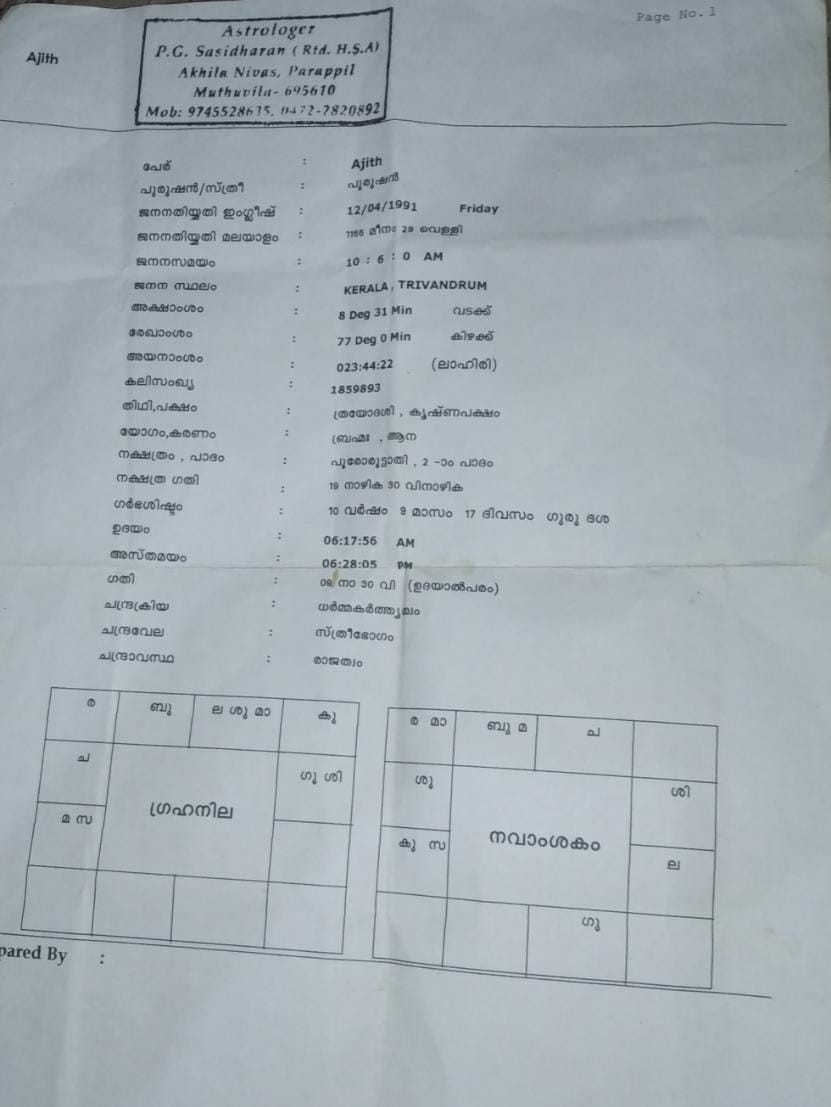 Page No. 1
Ajith
Astrologer
P.G. Sasidharan ( Rtd. H.S.A)
Akhila Nivas, Parappil
Muthuvila- 695610
Mob: 9745528635, 0472-2820892
പേര് : Ajith
പുരുഷൻ/സ്ത്രീ : പുരുഷൻ
ജനനതിയ്യതി ഇംഗ്ലീഷ് : 12/04/1991 Friday
ജനനതിയ്യതി മലയാളം : 1166 മീനം 29 വെള്ളി
ജനനസമയം : 10 : 6 : 0 AM
ജനന സ്ഥലം : KERALA, TRIVANDRUM
അക്ഷാംശം : 8 Deg 31 Min വടക്ക്
രേഖാംശം : 77 Deg 0 Min കിഴക്ക്
അയനാംശം : 023:44:22 (ലാഹിരി)
കലിസംഖ്യ : 1859893
തിഥി,പക്ഷം : ത്രയോദശി , കൃഷ്ണപക്ഷം
യോഗം,കരണം : ബ്രഹ്മഃ , ആന
നക്ഷത്രം , പാദം : പൂരോരുട്ടാതി , 2 -ാം പാദം
നക്ഷത്ര ഗതി : 19 നാഴിക 30 വിനാഴിക
ഗർഭശിഷ്ടം : 10 വർഷം 9 മാസം 17 ദിവസം ഗുരു ദശ
ഉദയം : 06:17:56 AM
അസ്തമയം : 06:28:05 PM
ഗതി : 09 നാ 30 വി (ഉദയാൽപരം)
ചന്ദ്രക്രിയ : ധർമ്മകർത്തൃത്വം
ചന്ദ്രവേല : സ്ത്രീഭോഗം
ചന്ദ്രാവസ്ഥ : രാജത്വം
ര ബു ല ശു മാ കു
ച ഗു ശി
ഗ്രഹനില
മ സ
ര മാ ബു മ ച
ശു ശി
നവാംശകം
കു സ ല
ഗു
pared By :